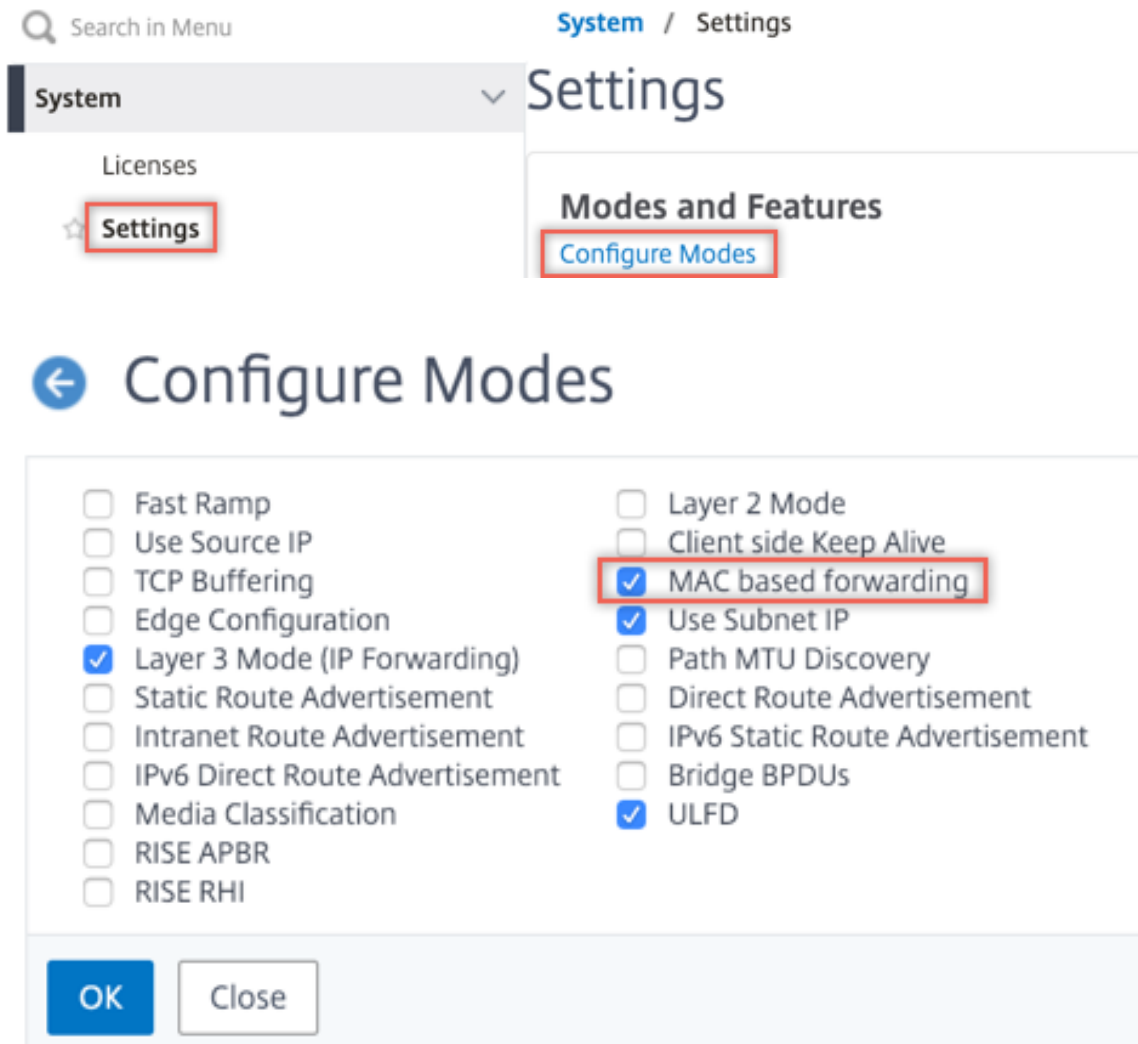 Search in Menu
System / Settings
System
Settings
Licenses
Settings
Modes and Features
Configure Modes
Configure Modes
Fast Ramp
Layer 2 Mode
Use Source IP
Client side Keep Alive
TCP Buffering
MAC based forwarding
Edge Configuration
Use Subnet IP
Layer 3 Mode (IP Forwarding)
Path MTU Discovery
Static Route Advertisement
Direct Route Advertisement
Intranet Route Advertisement
IPv6 Static Route Advertisement
IPv6 Direct Route Advertisement
Bridge BPDUs
Media Classification
ULFD
RISE APBR
RISE RHI
OK
Close